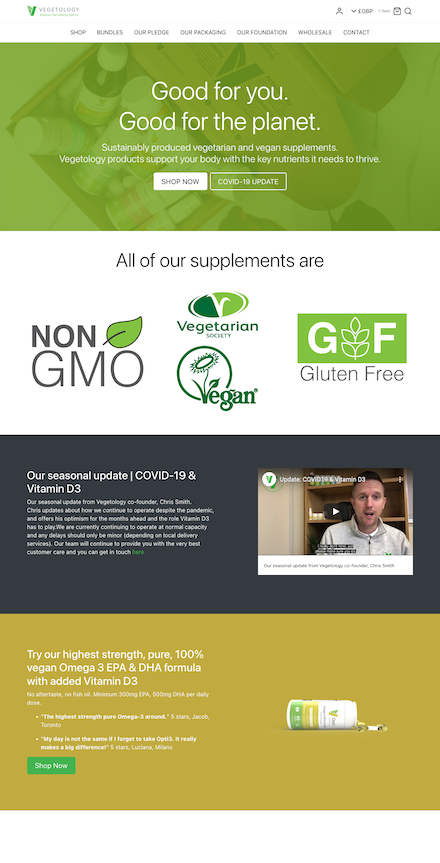 VEGETOLOGY
EGBP
1 item
SHOP BUNDLES OUR PLEDGE OUR PACKAGING OUR FOUNDATION WHOLESALE CONTACT
Good for you.
Good for the planet.
Sustainably produced vegetarian and vegan supplements.
Vegetology products support your body with the key nutrients it needs to thrive.
SHOP NOW COVID-19 UPDATE
All of our supplements are
NON
GMO
Vegetarian
SOCIETY
Vegan
GF
Gluten Free
Our seasonal update | COVID-19 &
Vitamin D3
Our seasonal update from Vegetology co-founder, Chris Smith.
Chris updates about how we continue to operate despite the pandemic,
and offers his optimism for the months ahead and the role Vitamin D3
has to play.We are currently continuing to operate at normal capacity
and any delays should only be minor (depending on local delivery
services). Our team will continue to provide you with the very best
customer care and you can get in touch here
Update: COVID19 & Vitamin D3
Our seasonal update from Vegetology co-founder, Chris Smith
Try our highest strength, pure, 100%
vegan Omega 3 EPA & DHA formula
with added Vitamin D3
No aftertaste, no fish oil. Minimum 300mg EPA, 500mg DHA per daily
dose.
"The highest strength pure Omega-3 around." 5 stars, Jacob,
Toronto
"My day is not the same if I forget to take Opti3. It really
makes a big difference!" 5 stars, Luciana, Milano
Shop Now